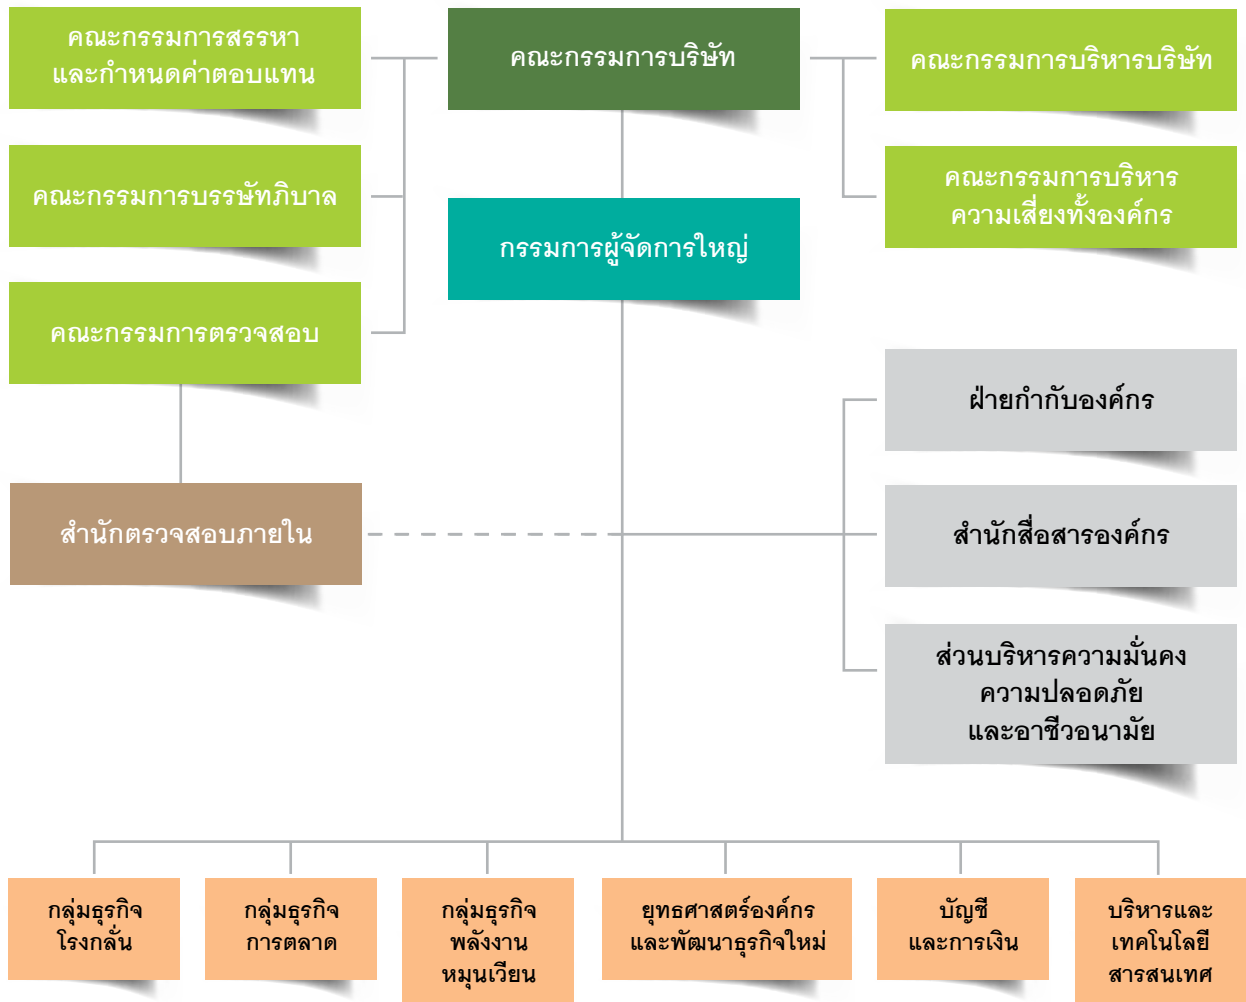 คณะกรรมการสรรหา
และกำหนดค่าตอบแทน
คณะกรรมการบริษัท
คณะกรรมการบริหารบริษัท
คณะกรรมการบรรษัทภิบาล
คณะกรรมการบริหาร
ความเสี่ยงทั้งองค์กร
กรรมการผู้จัดการใหญ่
คณะกรรมการตรวจสอบ
ฝ่ายกำกับองค์กร
สำนักตรวจสอบภายใน
สำนักสื่อสารองค์กร
ส่วนบริหารความมั่นคง
ความปลอดภัย
และอาชีวอนามัย
กลุ่มธุรกิจ
โรงกลั่น
กลุ่มธุรกิจ
การตลาด
กลุ่มธุรกิจ
พลังงาน
หมุนเวียน
ยุทธศาสตร์องค์กร
และพัฒนาธุรกิจใหม่
บัญชี
และการเงิน
บริหารและ
เทคโนโลยี
สารสนเทศ